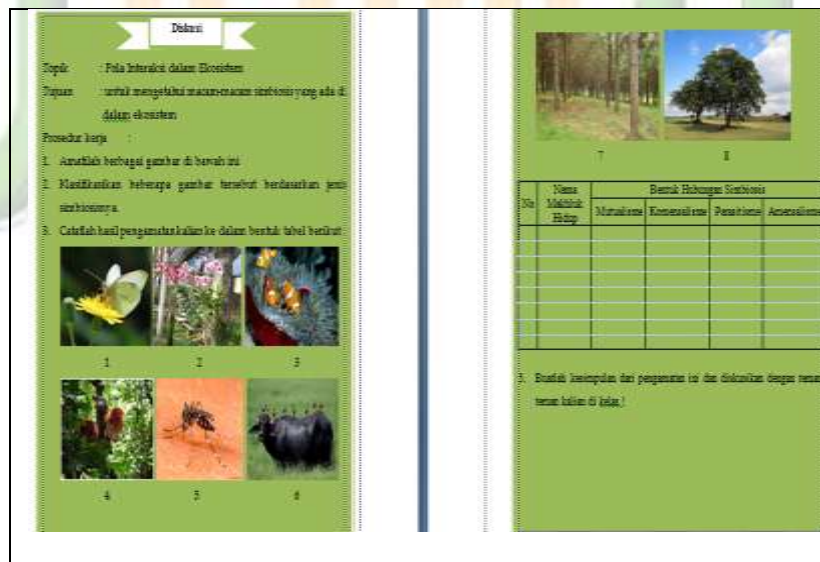 Diskusi
Topik : Pola Interaksi dalam Ekosistem
Tujuan : untuk mengetahui macam-macam simbiosis yang ada di
dalam ekosistem
Prosedur kerja :
1. Amatilah berbagai gambar di bawah ini
2. Klasifikasikan beberapa gambar tersebut berdasarkan jenis
simbiosisnya.
3. Catatlah hasil pengamatan kalian ke dalam bentuk tabel berikut
1 2 3
4 5 6
7 8
No Nama Makhluk Hidup Bentuk Hubungan Simbiosis
Mutualisme Komensalisme Parasitisme Amensalisme
3. Buatlah kesimpulan dari pengamatan ini dan diskusikan dengan teman
teman kalian di kelas !